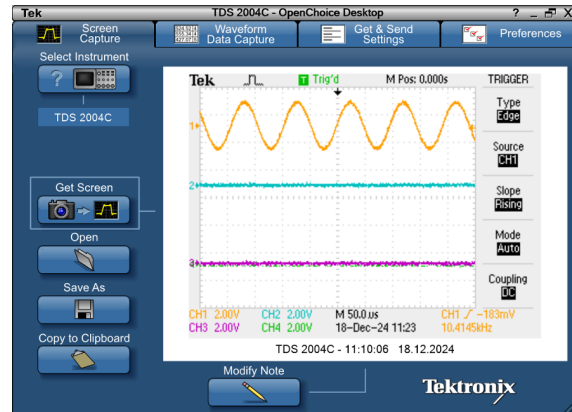 Tek TDS 2004C - OpenChoice Desktop ? _ X
Screen Capture
Waveform Data Capture
Get & Send Settings
Preferences
Select Instrument
?
TDS 2004C
Get Screen
Open
Save As
Copy to Clipboard
Tek T Trig'd M Pos: 0.000s TRIGGER
Type
Edge
Source
CH1
Slope
Rising
Mode
Auto
Coupling
DC
1+
2+
3+
CH1 2.00V CH2 2.00V M 50.0us CH1 -183mV
CH3 2.00V CH4 2.00V 18-Dec-24 11:23 10.4145kHz
TDS 2004C - 11:10:06 18.12.2024
Modify Note
Tektronix